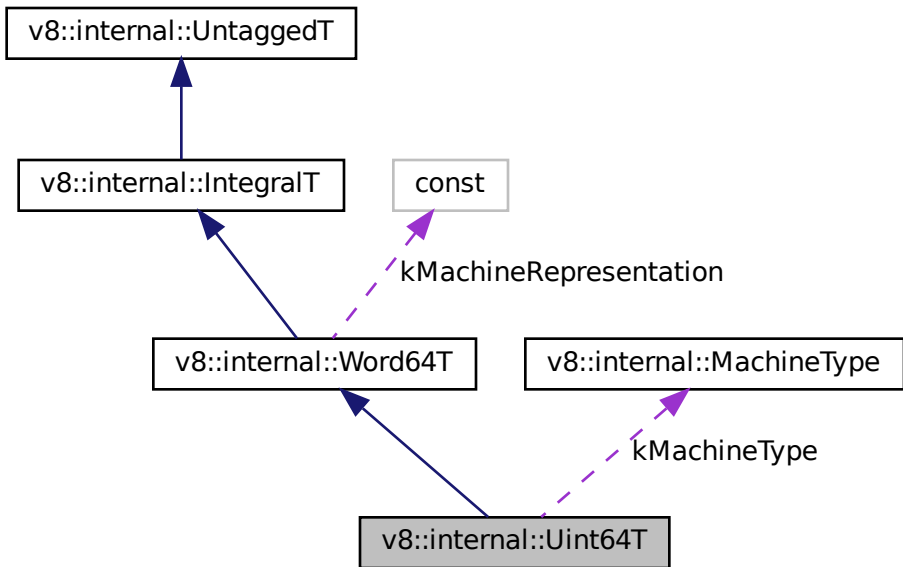 v8::internal::UntaggedT
v8::internal::IntegralT
const
kMachineRepresentation
v8::internal::Word64T
v8::internal::MachineType
kMachineType
v8::internal::Uint64T